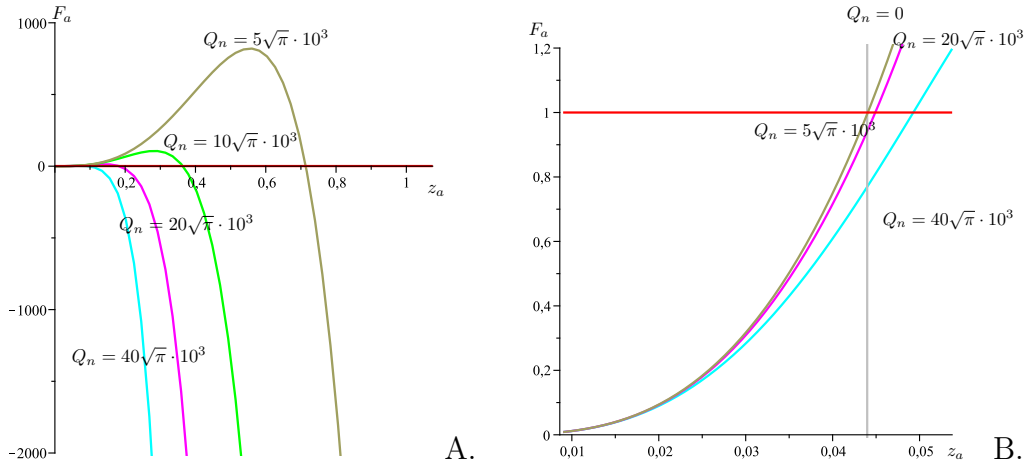 F_a
1000
Q_n = 5√π · 10^3
Q_n = 10√π · 10^3
0
0,2
0,4
0,6
0,8
1
z_a
Q_n = 20√π · 10^3
−1000
Q_n = 40√π · 10^3
−2000
A.
Q_n = 0
F_a
Q_n = 20√π · 10^3
1,2
1
Q_n = 5√π · 10^3
0,8
Q_n = 40√π · 10^3
0,6
0,4
0,2
0
0,01
0,02
0,03
0,04
0,05
z_a
B.